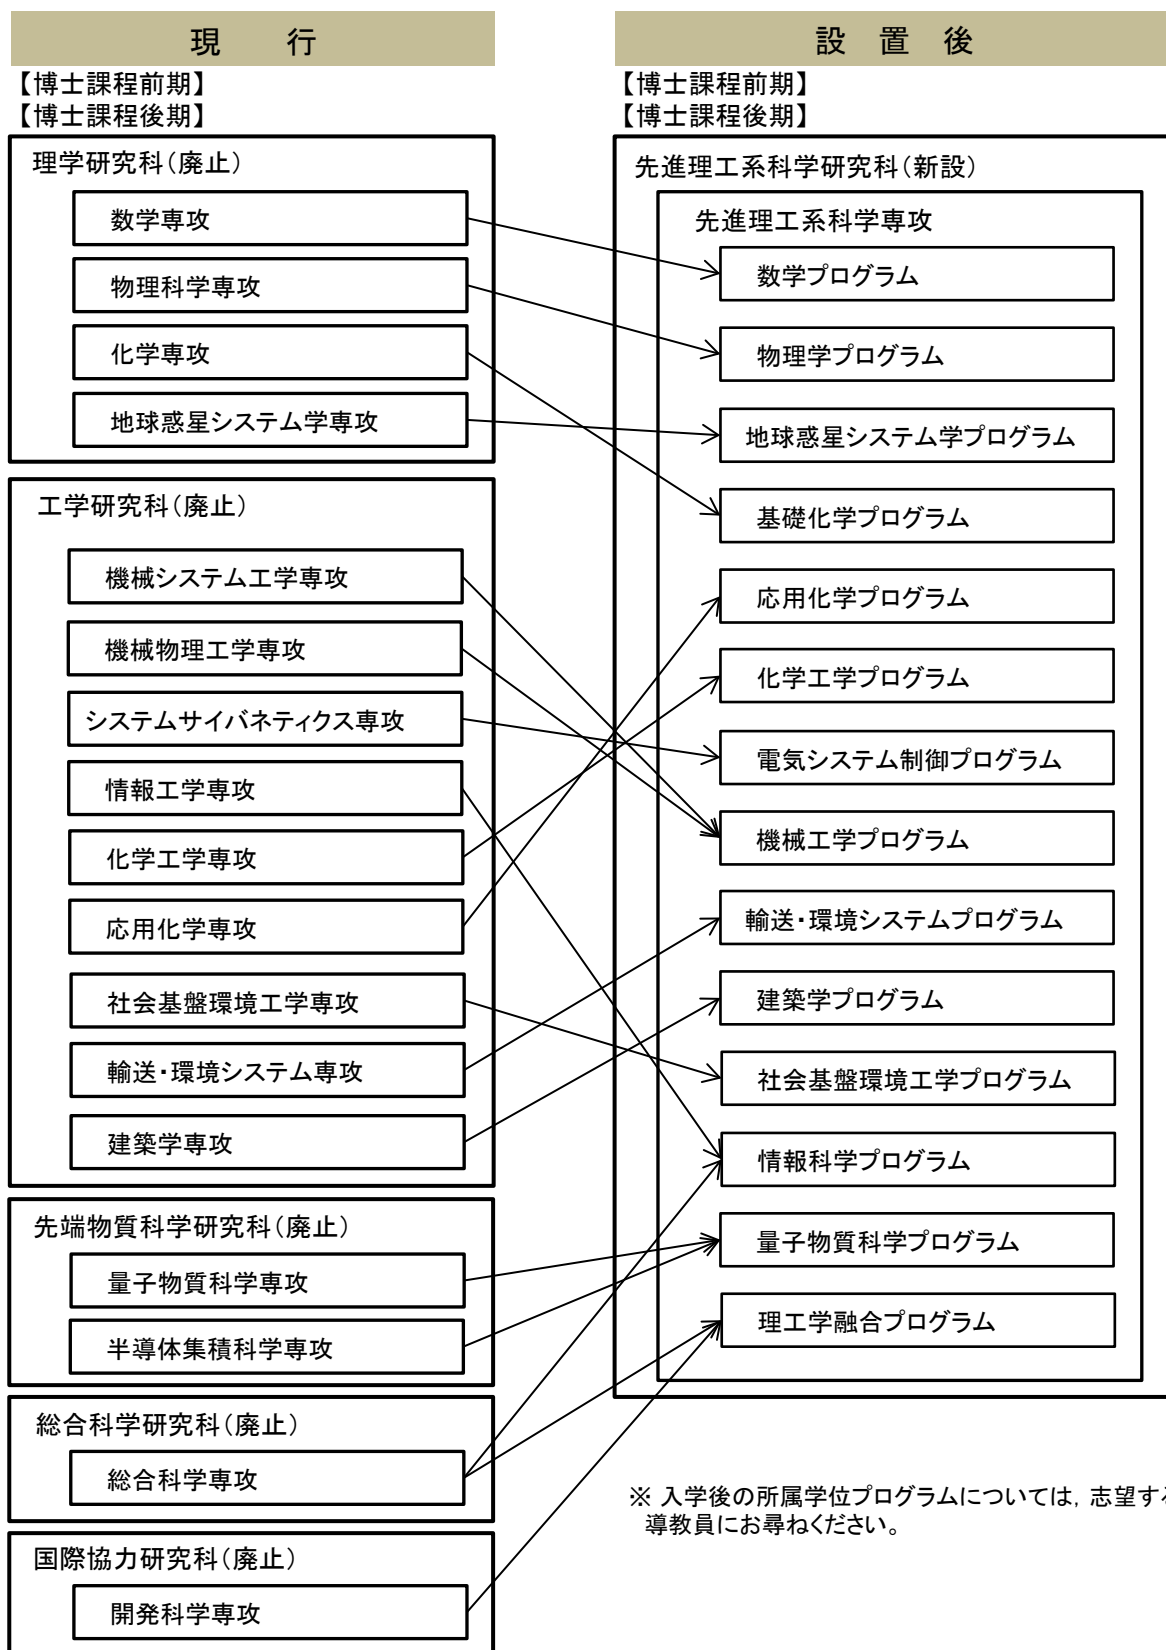 現 行
【博士課程前期】
【博士課程後期】
理学研究科(廃止)
数学専攻
物理科学専攻
化学専攻
地球惑星システム学専攻
工学研究科(廃止)
機械システム工学専攻
機械物理工学専攻
システムサイバネティクス専攻
情報工学専攻
化学工学専攻
応用化学専攻
社会基盤環境工学専攻
輸送・環境システム専攻
建築学専攻
先端物質科学研究科(廃止)
量子物質科学専攻
半導体集積科学専攻
総合科学研究科(廃止)
総合科学専攻
国際協力研究科(廃止)
開発科学専攻
設 置 後
【博士課程前期】
【博士課程後期】
先進理工系科学研究科(新設)
先進理工系科学専攻
数学プログラム
物理学プログラム
地球惑星システム学プログラム
基礎化学プログラム
応用化学プログラム
化学工学プログラム
電気システム制御プログラム
機械工学プログラム
輸送・環境システムプログラム
建築学プログラム
社会基盤環境工学プログラム
情報科学プログラム
量子物質科学プログラム
理工学融合プログラム
※ 入学後の所属学位プログラムについては, 志望する
導教員にお尋ねください。